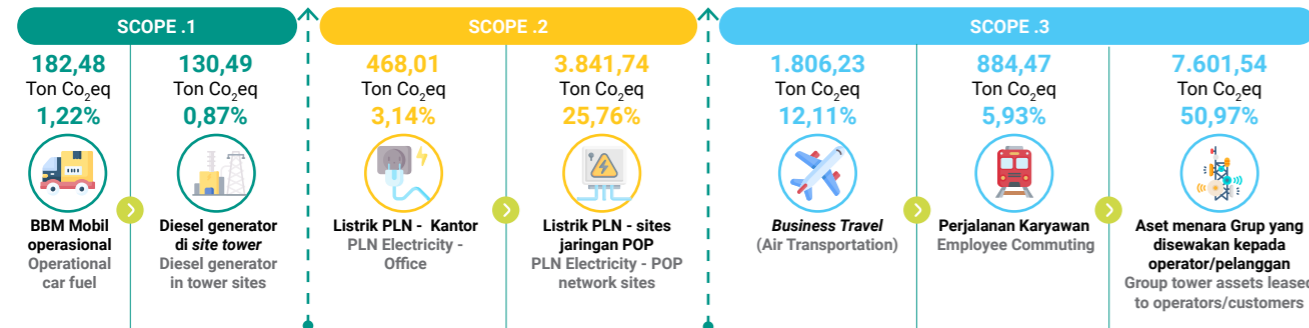 SCOPE .1
182,48
Ton Co₂eq
1,22%
BBM Mobil
operasional
Operational
car fuel
130,49
Ton Co₂eq
0,87%
Diesel generator
di site tower
Diesel generator
in tower sites
SCOPE .2
468,01
Ton Co₂eq
3,14%
Listrik PLN - Kantor
PLN Electricity -
Office
3.841,74
Ton Co₂eq
25,76%
Listrik PLN - sites
jaringan POP
PLN Electricity - POP
network sites
SCOPE .3
1.806,23
Ton Co₂eq
12,11%
Business Travel
(Air Transportation)
884,47
Ton Co₂eq
5,93%
Perjalanan Karyawan
Employee Commuting
7.601,54
Ton Co₂eq
50,97%
Aset menara Grup yang
disewakan kepada
operator/pelanggan
Group tower assets leased
to operators/customers